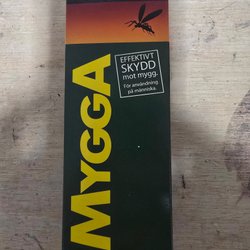 EFFEKTIVT
SKYDD
mot mygg.
För användning
på människa.
MYGGA